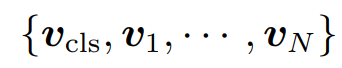 {v_cls, v_1, ⋯ , v_N}